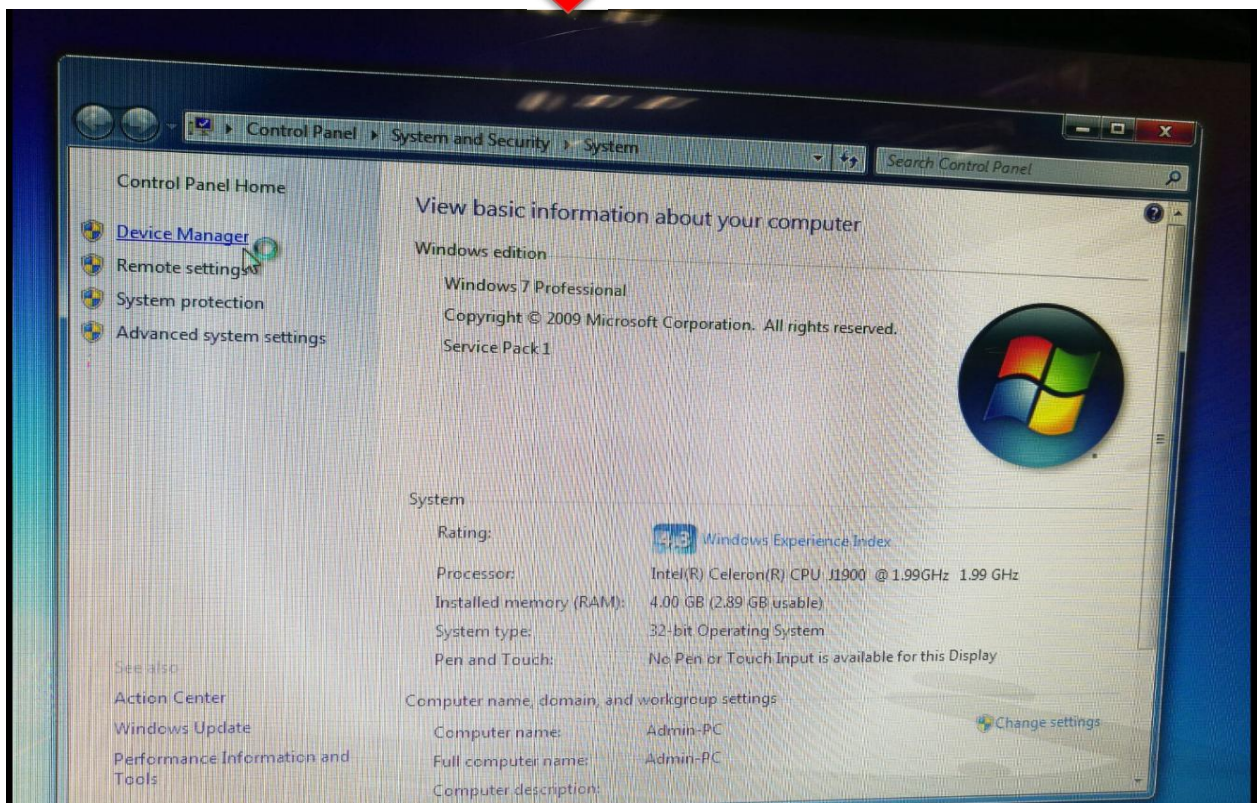 Control Panel ▸ System and Security ▸ System
Search Control Panel
Control Panel Home
Device Manager
Remote settings
System protection
Advanced system settings
See also
Action Center
Windows Update
Performance Information and
Tools
View basic information about your computer
Windows edition
Windows 7 Professional
Copyright © 2009 Microsoft Corporation. All rights reserved.
Service Pack 1
System
Rating:
4.3 Windows Experience Index
Processor:
Intel(R) Celeron(R) CPU J1900 @ 1.99GHz 1.99 GHz
Installed memory (RAM):
4.00 GB (2.89 GB usable)
System type:
32-bit Operating System
Pen and Touch:
No Pen or Touch Input is available for this Display
Computer name, domain, and workgroup settings
Computer name:
Admin-PC
Change settings
Full computer name:
Admin-PC
Computer description: